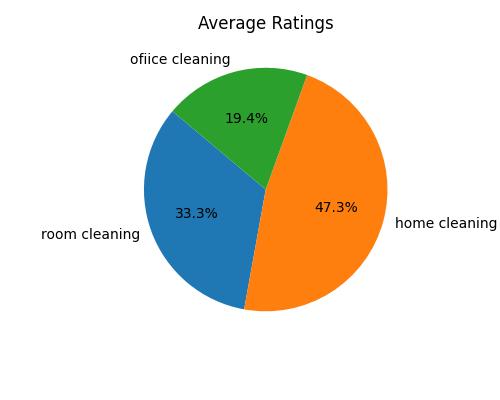 Average Ratings
ofiice cleaning
19.4%
33.3%
47.3%
home cleaning
room cleaning